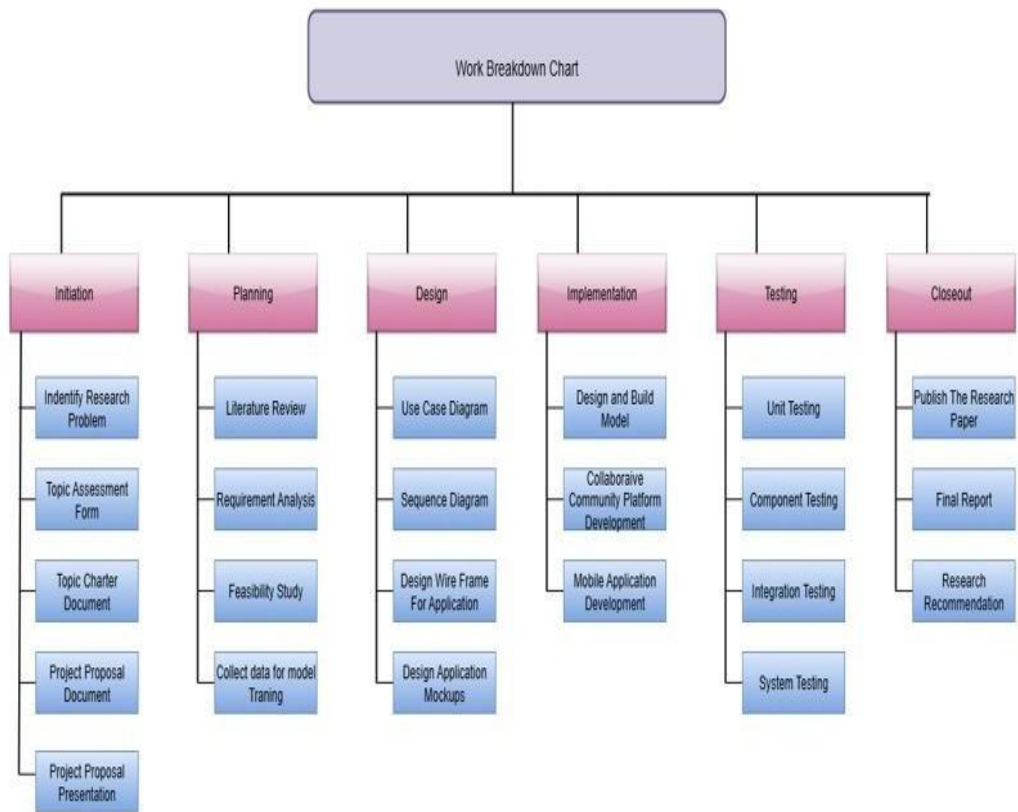 Work Breakdown Chart
Initiation
Indentify Research
Problem
Topic Assessment
Form
Topic Charter
Document
Project Proposal
Document
Project Proposal
Presentation
Planning
Literature Review
Requirement Analysis
Feasibility Study
Collect data for model
Traning
Design
Use Case Diagram
Sequence Diagram
Design Wire Frame
For Application
Design Application
Mockups
Implementation
Design and Build
Model
Collaboraive
Community Platform
Development
Mobile Application
Development
Testing
Unit Testing
Component Testing
Integration Testing
System Testing
Closeout
Publish The Research
Paper
Final Report
Research
Recommendation